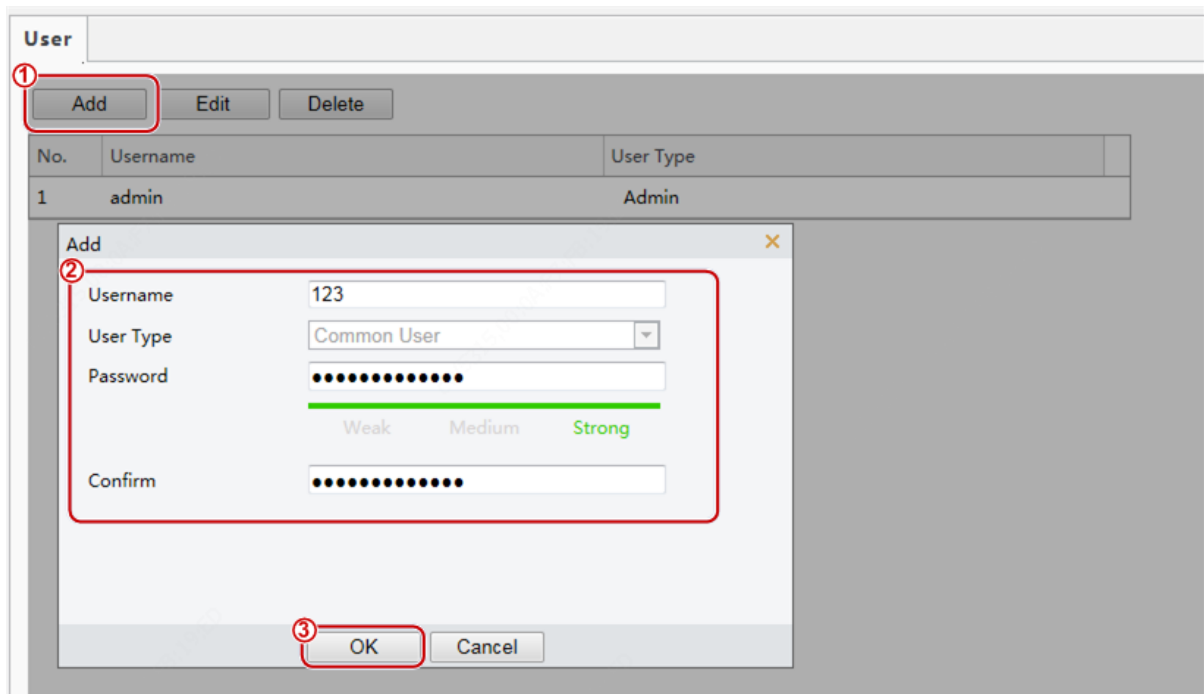 User
① Add Edit Delete
No. Username User Type
1 admin Admin
Add
②
Username 123
User Type Common User
Password •••••••••••••
Weak Medium Strong
Confirm •••••••••••••
③ OK Cancel